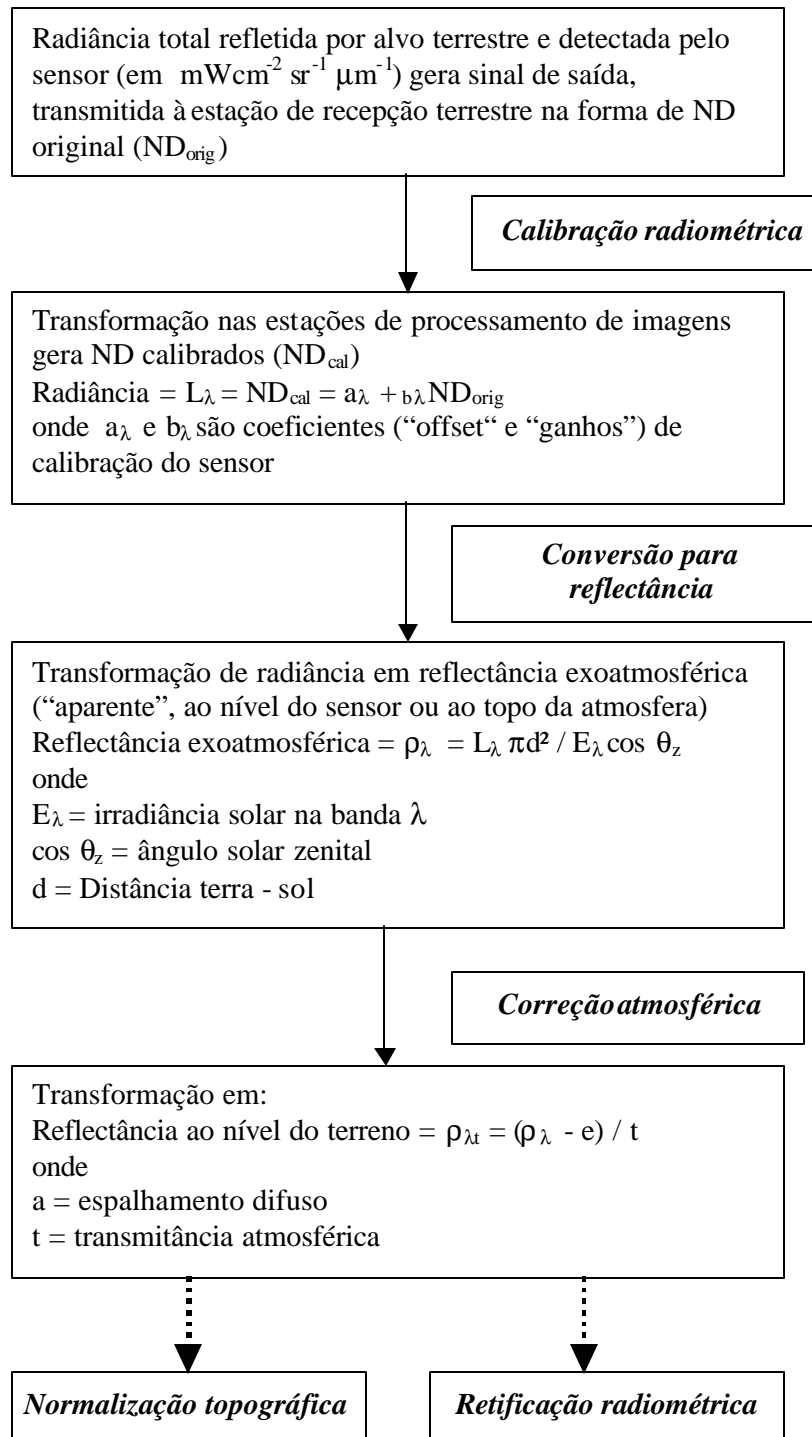 Radiância total refletida por alvo terrestre e detectada pelo
sensor (em mWcm⁻² sr⁻¹ μm⁻¹) gera sinal de saída,
transmitida à estação de recepção terrestre na forma de ND
original (NDorig)
Calibração radiométrica
Transformação nas estações de processamento de imagens
gera ND calibrados (NDcal)
Radiância = Lλ = NDcal = aλ + bλNDorig
onde aλ e bλ são coeficientes (“offset“ e “ganhos”) de
calibração do sensor
Conversão para
reflectância
Transformação de radiância em reflectância exoatmosférica
(“aparente”, ao nível do sensor ou ao topo da atmosfera)
Reflectância exoatmosférica = ρλ = Lλ πd² / Eλ cos θz
onde
Eλ = irradiância solar na banda λ
cos θz = ângulo solar zenital
d = Distância terra - sol
Correção atmosférica
Transformação em:
Reflectância ao nível do terreno = ρλt = (ρλ - e) / t
onde
a = espalhamento difuso
t = transmitância atmosférica
Normalização topográfica
Retificação radiométrica